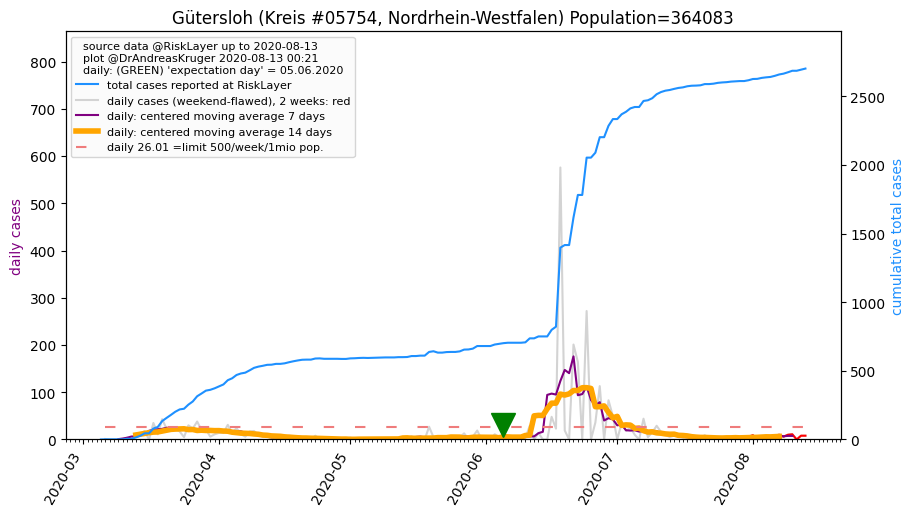 Gütersloh (Kreis #05754, Nordrhein-Westfalen) Population=364083
source data @RiskLayer up to 2020-08-13
plot @DrAndreasKruger 2020-08-13 00:21
daily: (GREEN) 'expectation day' = 05.06.2020
total cases reported at RiskLayer
daily cases (weekend-flawed), 2 weeks: red
daily: centered moving average 7 days
daily: centered moving average 14 days
daily 26.01 =limit 500/week/1mio pop.
daily cases
800
700
600
500
400
300
200
100
0
cumulative total cases
2500
2000
1500
1000
500
0
2020-03
2020-04
2020-05
2020-06
2020-07
2020-08